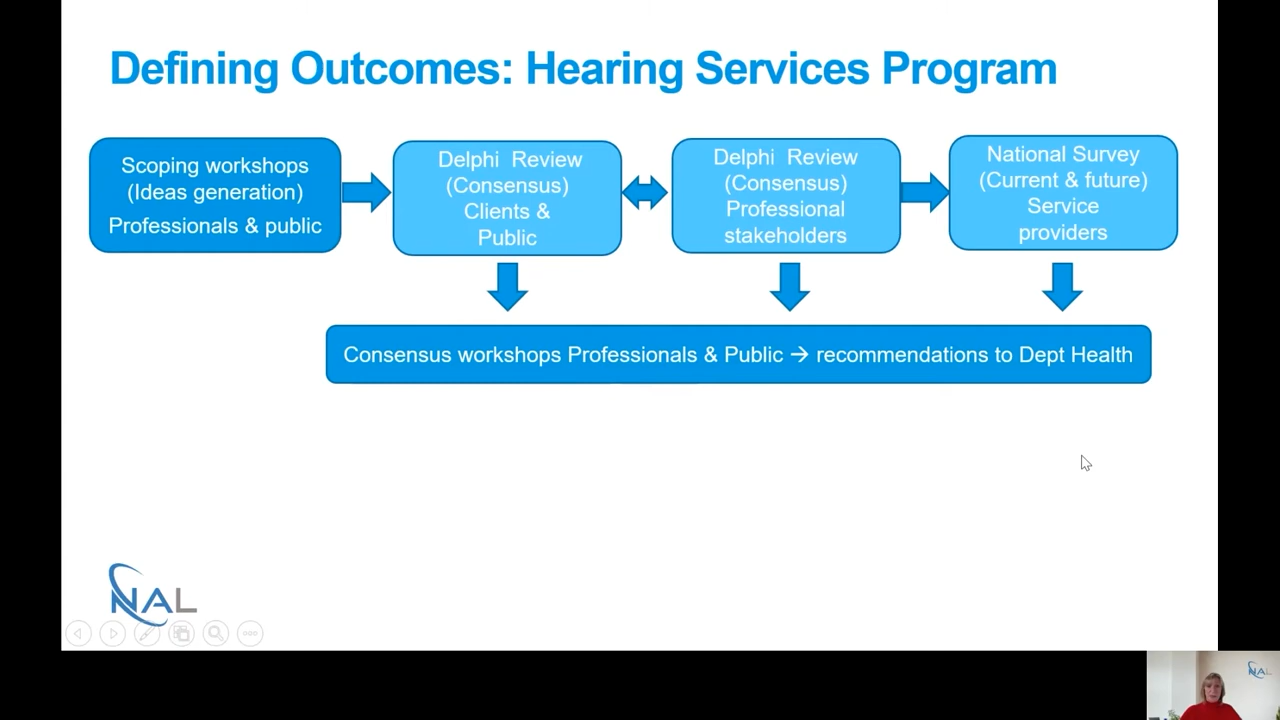 Defining Outcomes: Hearing Services Program
Scoping workshops
(Ideas generation)
Professionals & public
Delphi Review
(Consensus)
Clients &
Public
Delphi Review
(Consensus)
Professional
stakeholders
National Survey
(Current & future)
Service
providers
Consensus workshops Professionals & Public → recommendations to Dept Health
NAL
NAL